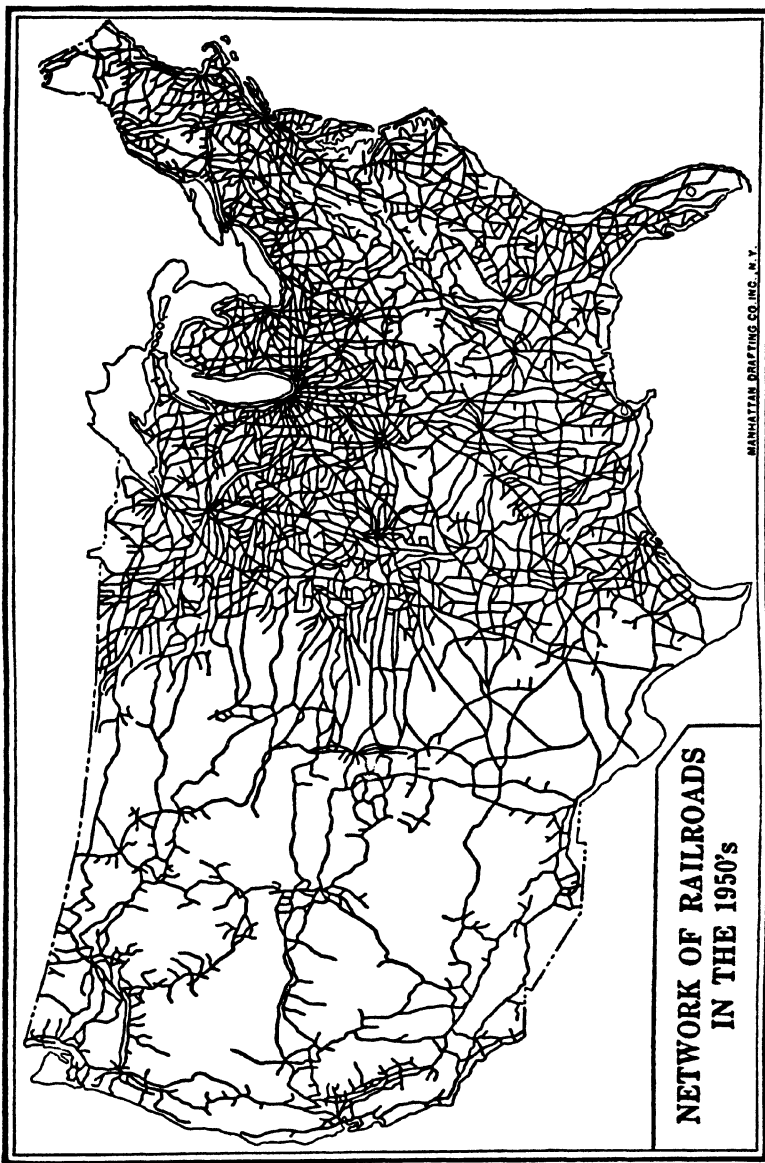 NETWORK OF RAILROADS
IN THE 1950's
MANHATTAN DRAFTING CO. INC., N.Y.